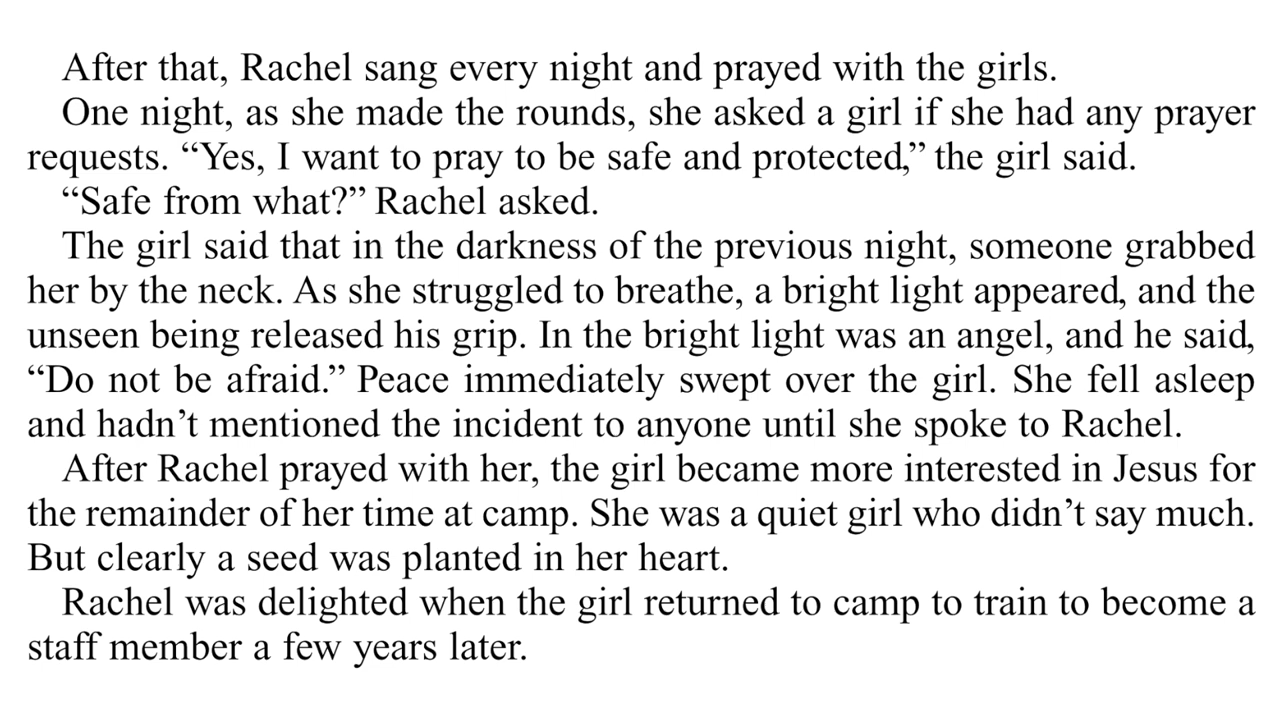 After that, Rachel sang every night and prayed with the girls.
One night, as she made the rounds, she asked a girl if she had any prayer
requests. “Yes, I want to pray to be safe and protected,” the girl said.
“Safe from what?” Rachel asked.
The girl said that in the darkness of the previous night, someone grabbed
her by the neck. As she struggled to breathe, a bright light appeared, and the
unseen being released his grip. In the bright light was an angel, and he said,
“Do not be afraid.” Peace immediately swept over the girl. She fell asleep
and hadn’t mentioned the incident to anyone until she spoke to Rachel.
After Rachel prayed with her, the girl became more interested in Jesus for
the remainder of her time at camp. She was a quiet girl who didn’t say much.
But clearly a seed was planted in her heart.
Rachel was delighted when the girl returned to camp to train to become a
staff member a few years later.